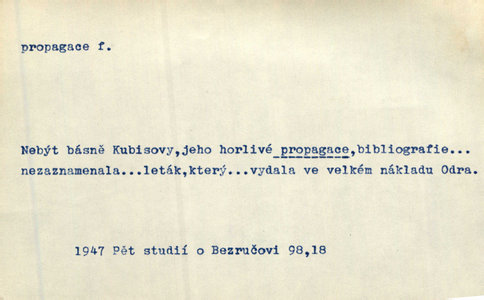 propagace f.
Nebýt básně Kubisovy,jeho horlivé propagace,bibliografie...
nezaznamenala...leták,který...vydala ve velkém nákladu Odra.
1947 Pět studií o Bezručovi 98,18